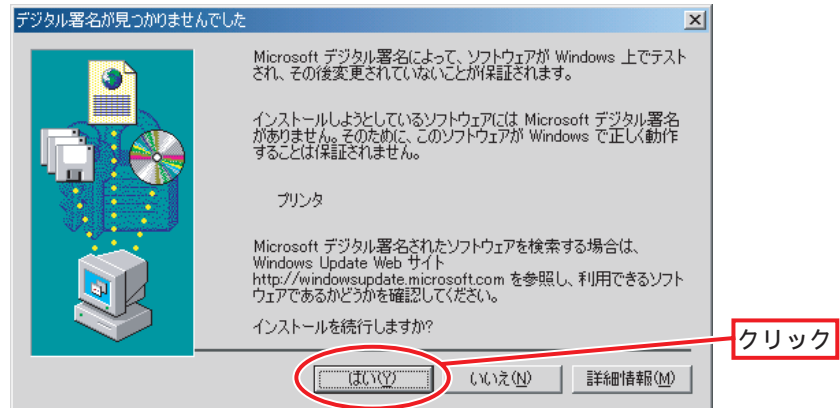 デジタル署名が見つかりませんでした
Microsoft デジタル署名によって、ソフトウェアが Windows 上でテスト
され、その後変更されていないことが保証されます。
インストールしようとしているソフトウェアには Microsoft デジタル署名
がありません。そのために、このソフトウェアが Windows で正しく動作
することは保証されません。
プリンタ
Microsoft デジタル署名されたソフトウェアを検索する場合は、
Windows Update Web サイト
http://windowsupdate.microsoft.com を参照し、利用できるソフト
ウェアであるかどうかを確認してください。
インストールを続行しますか?
クリック
はい(Y) いいえ(N) 詳細情報(M)